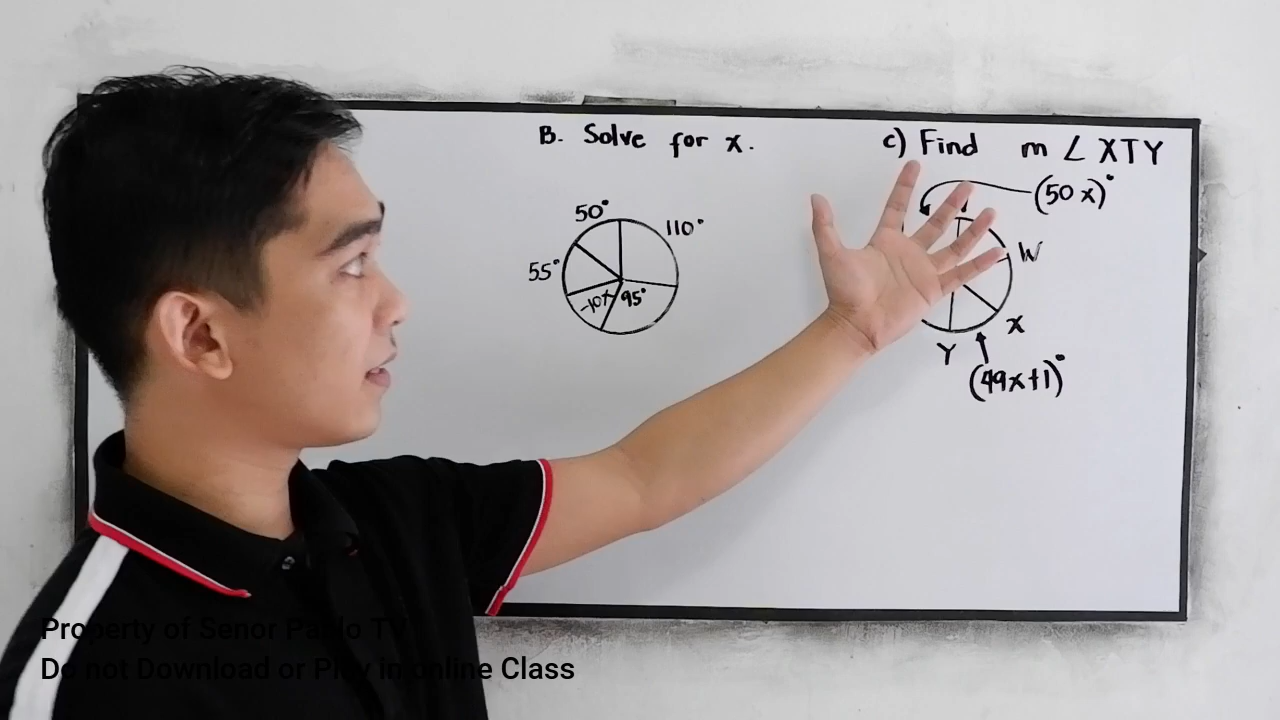 B. Solve for x.
50°
110°
55°
-10x
95°
c) Find m ∠ XTY
(50x)°
W
X
Y
(49x+1)°
Property of Senor Pablo TV
Do not Download or Play in online Class